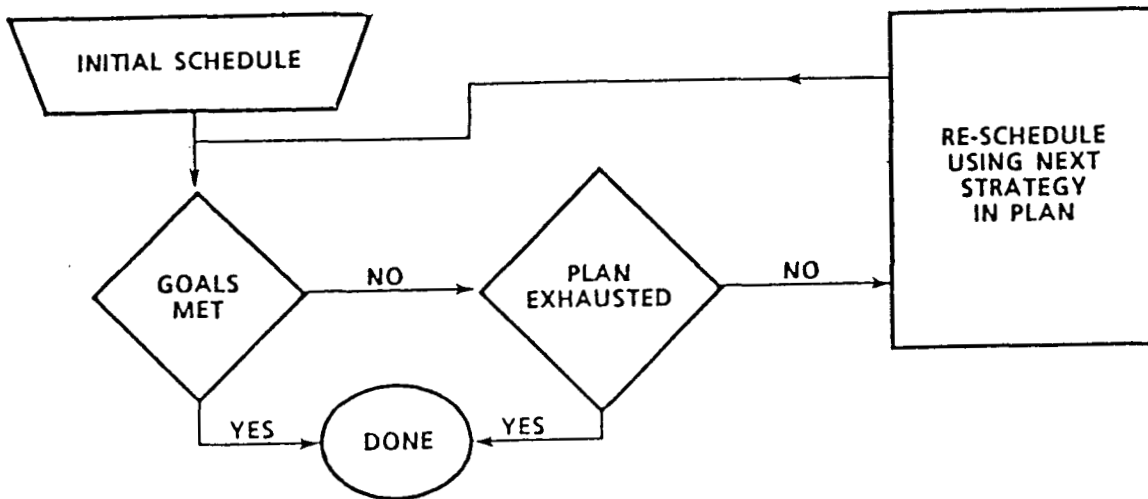 INITIAL SCHEDULE
RE-SCHEDULE
USING NEXT
STRATEGY
IN PLAN
GOALS
MET
NO
PLAN
EXHAUSTED
NO
YES
DONE
YES